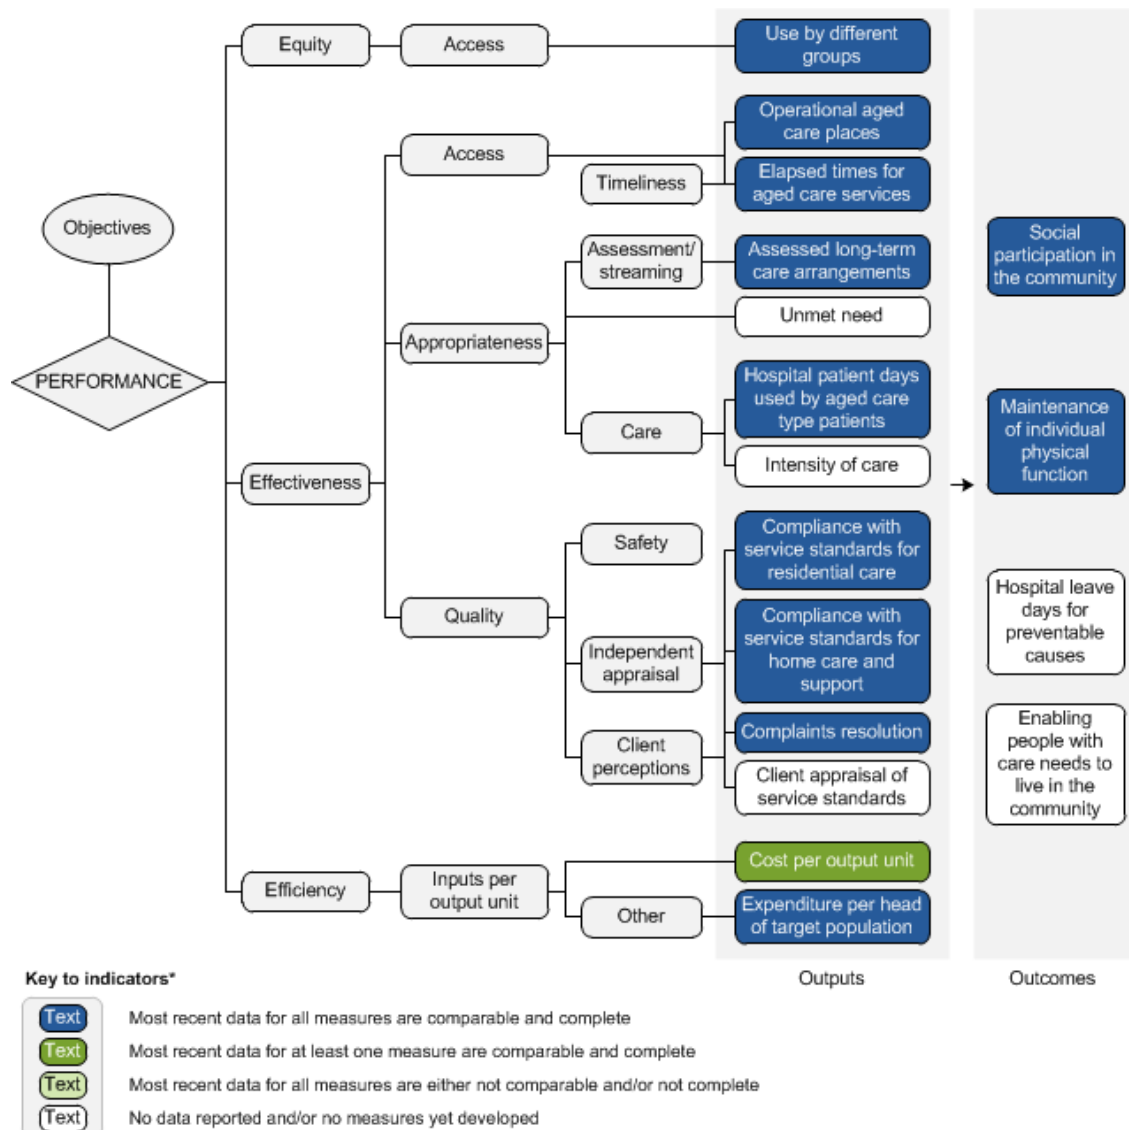 Equity
Access
Use by different
groups
Operational aged
care places
Access
Timeliness
Elapsed times for
aged care services
Objectives
Assessment/
streaming
Assessed long-term
care arrangements
Social
participation in
the community
Unmet need
Appropriateness
PERFORMANCE
Hospital patient days
used by aged care
type patients
Maintenance
of individual
physical
function
Care
Intensity of care
Effectiveness
Safety
Compliance with
service standards for
residential care
Quality
Independent
appraisal
Compliance with
service standards for
home care and
support
Hospital leave
days for
preventable
causes
Client
perceptions
Complaints resolution
Client appraisal of
service standards
Enabling
people with
care needs to
live in the
community
Efficiency
Inputs per
output unit
Cost per output unit
Other
Expenditure per head
of target population
Outputs
Outcomes
Key to indicators*
Text Most recent data for all measures are comparable and complete
Text Most recent data for at least one measure are comparable and complete
Text Most recent data for all measures are either not comparable and/or not complete
Text No data reported and/or no measures yet developed